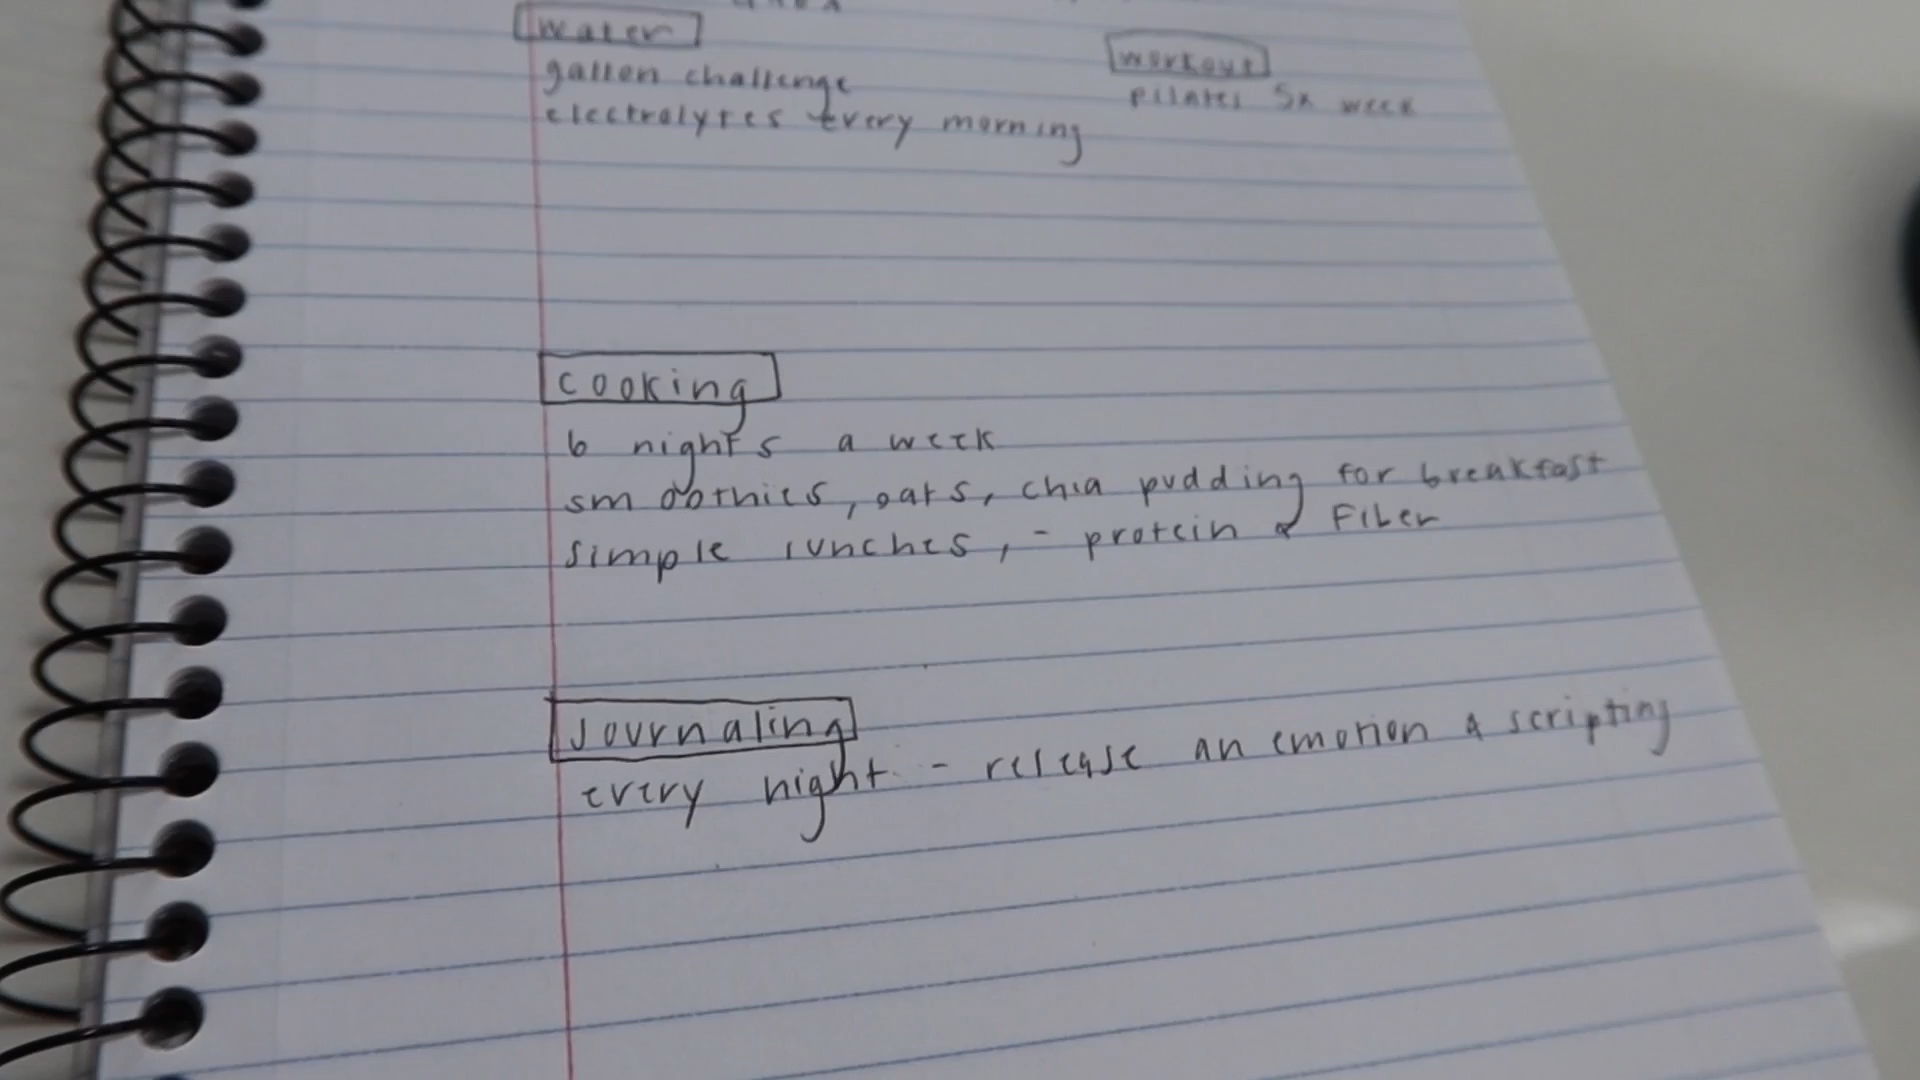 water
gallon challenge
electrolytes every morning
workout
pilates 5x week
cooking
6 nights a week
smoothies, oats, chia pudding for breakfast
simple lunches, - protein & Fiber
Journaling
every night - release an emotion & scripting